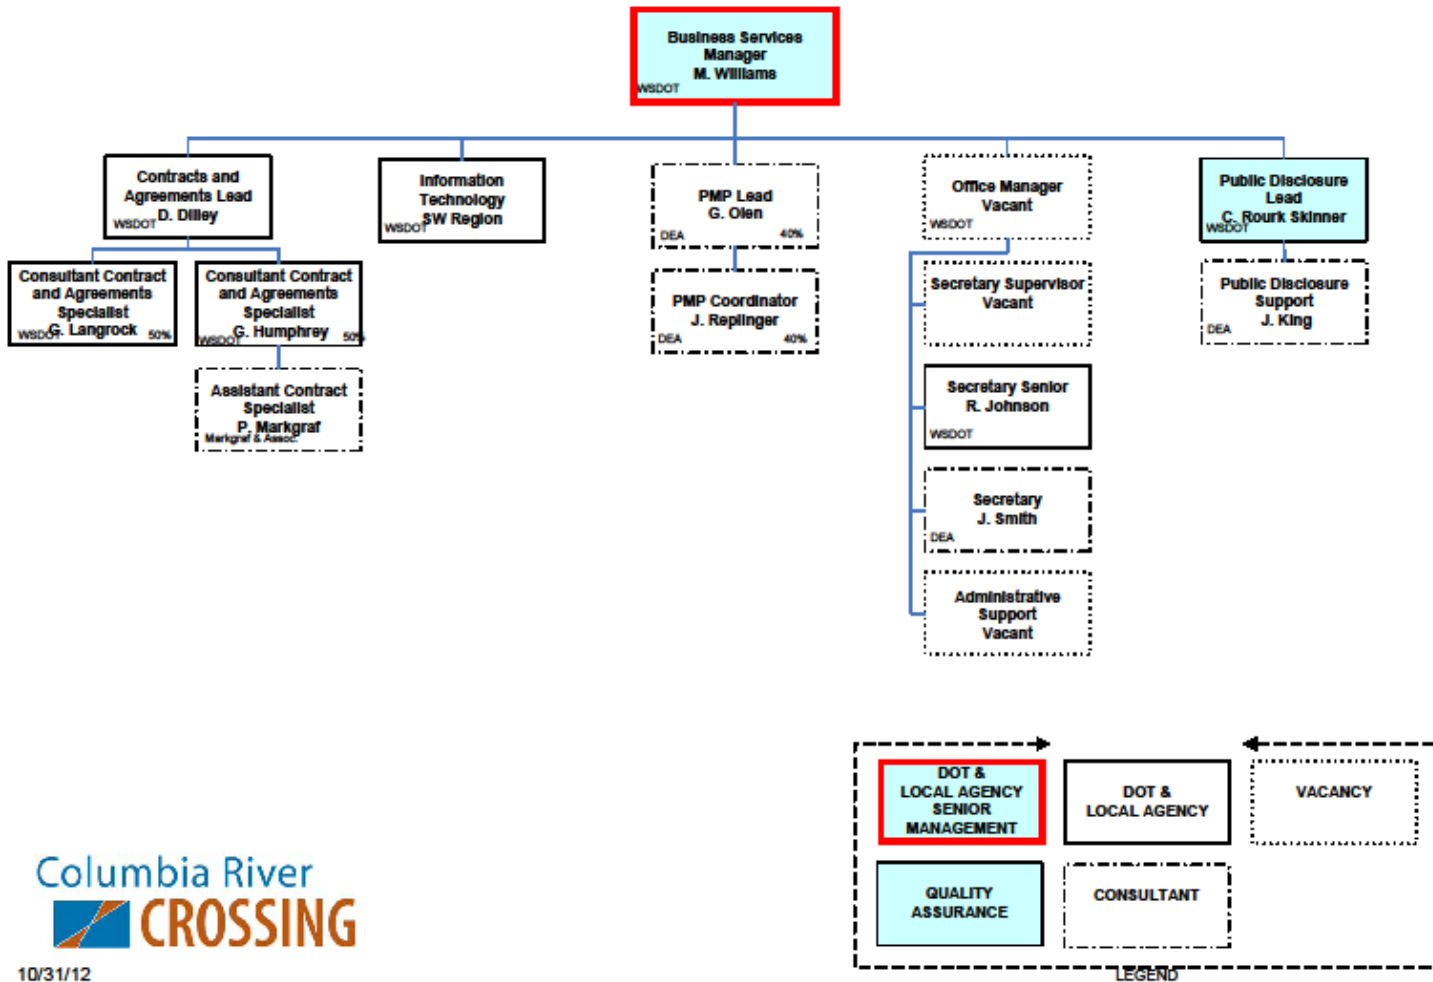 Business Services
Manager
M. Williams
WSDOT
Contracts and
Agreements Lead
D. Dilley
WSDOT
Information
Technology
SW Region
WSDOT
PMP Lead
G. Olen
DEA 40%
Office Manager
Vacant
WSDOT
Public Disclosure
Lead
C. Rourk Skinner
WSDOT
Consultant Contract
and Agreements
Specialist
G. Langrock
WSDOT 50%
Consultant Contract
and Agreements
Specialist
G. Humphrey
WSDOT 50%
PMP Coordinator
J. Replinger
DEA 40%
Secretary Supervisor
Vacant
Public Disclosure
Support
J. King
DEA
Assistant Contract
Specialist
P. Markgraf
Markgraf & Assoc.
Secretary Senior
R. Johnson
WSDOT
Secretary
J. Smith
DEA
Administrative
Support
Vacant
DOT &
LOCAL AGENCY
SENIOR
MANAGEMENT
DOT &
LOCAL AGENCY
VACANCY
QUALITY
ASSURANCE
CONSULTANT
LEGEND
Columbia River
CROSSING
10/31/12